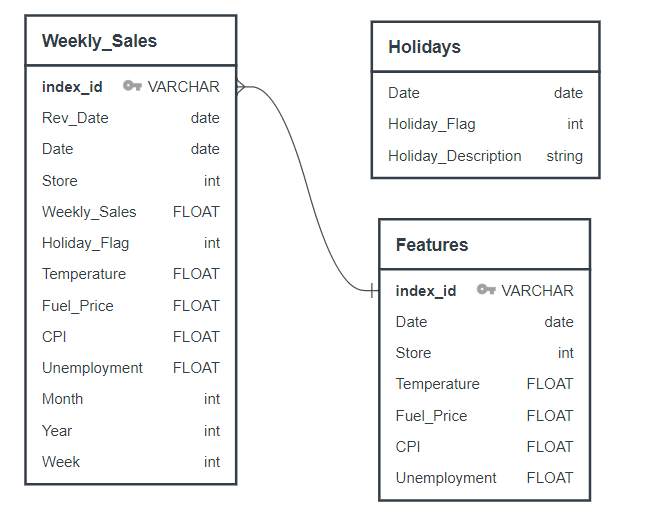 Weekly_Sales
index_id VARCHAR
Rev_Date date
Date date
Store int
Weekly_Sales FLOAT
Holiday_Flag int
Temperature FLOAT
Fuel_Price FLOAT
CPI FLOAT
Unemployment FLOAT
Month int
Year int
Week int
Holidays
Date date
Holiday_Flag int
Holiday_Description string
Features
index_id VARCHAR
Date date
Store int
Temperature FLOAT
Fuel_Price FLOAT
CPI FLOAT
Unemployment FLOAT